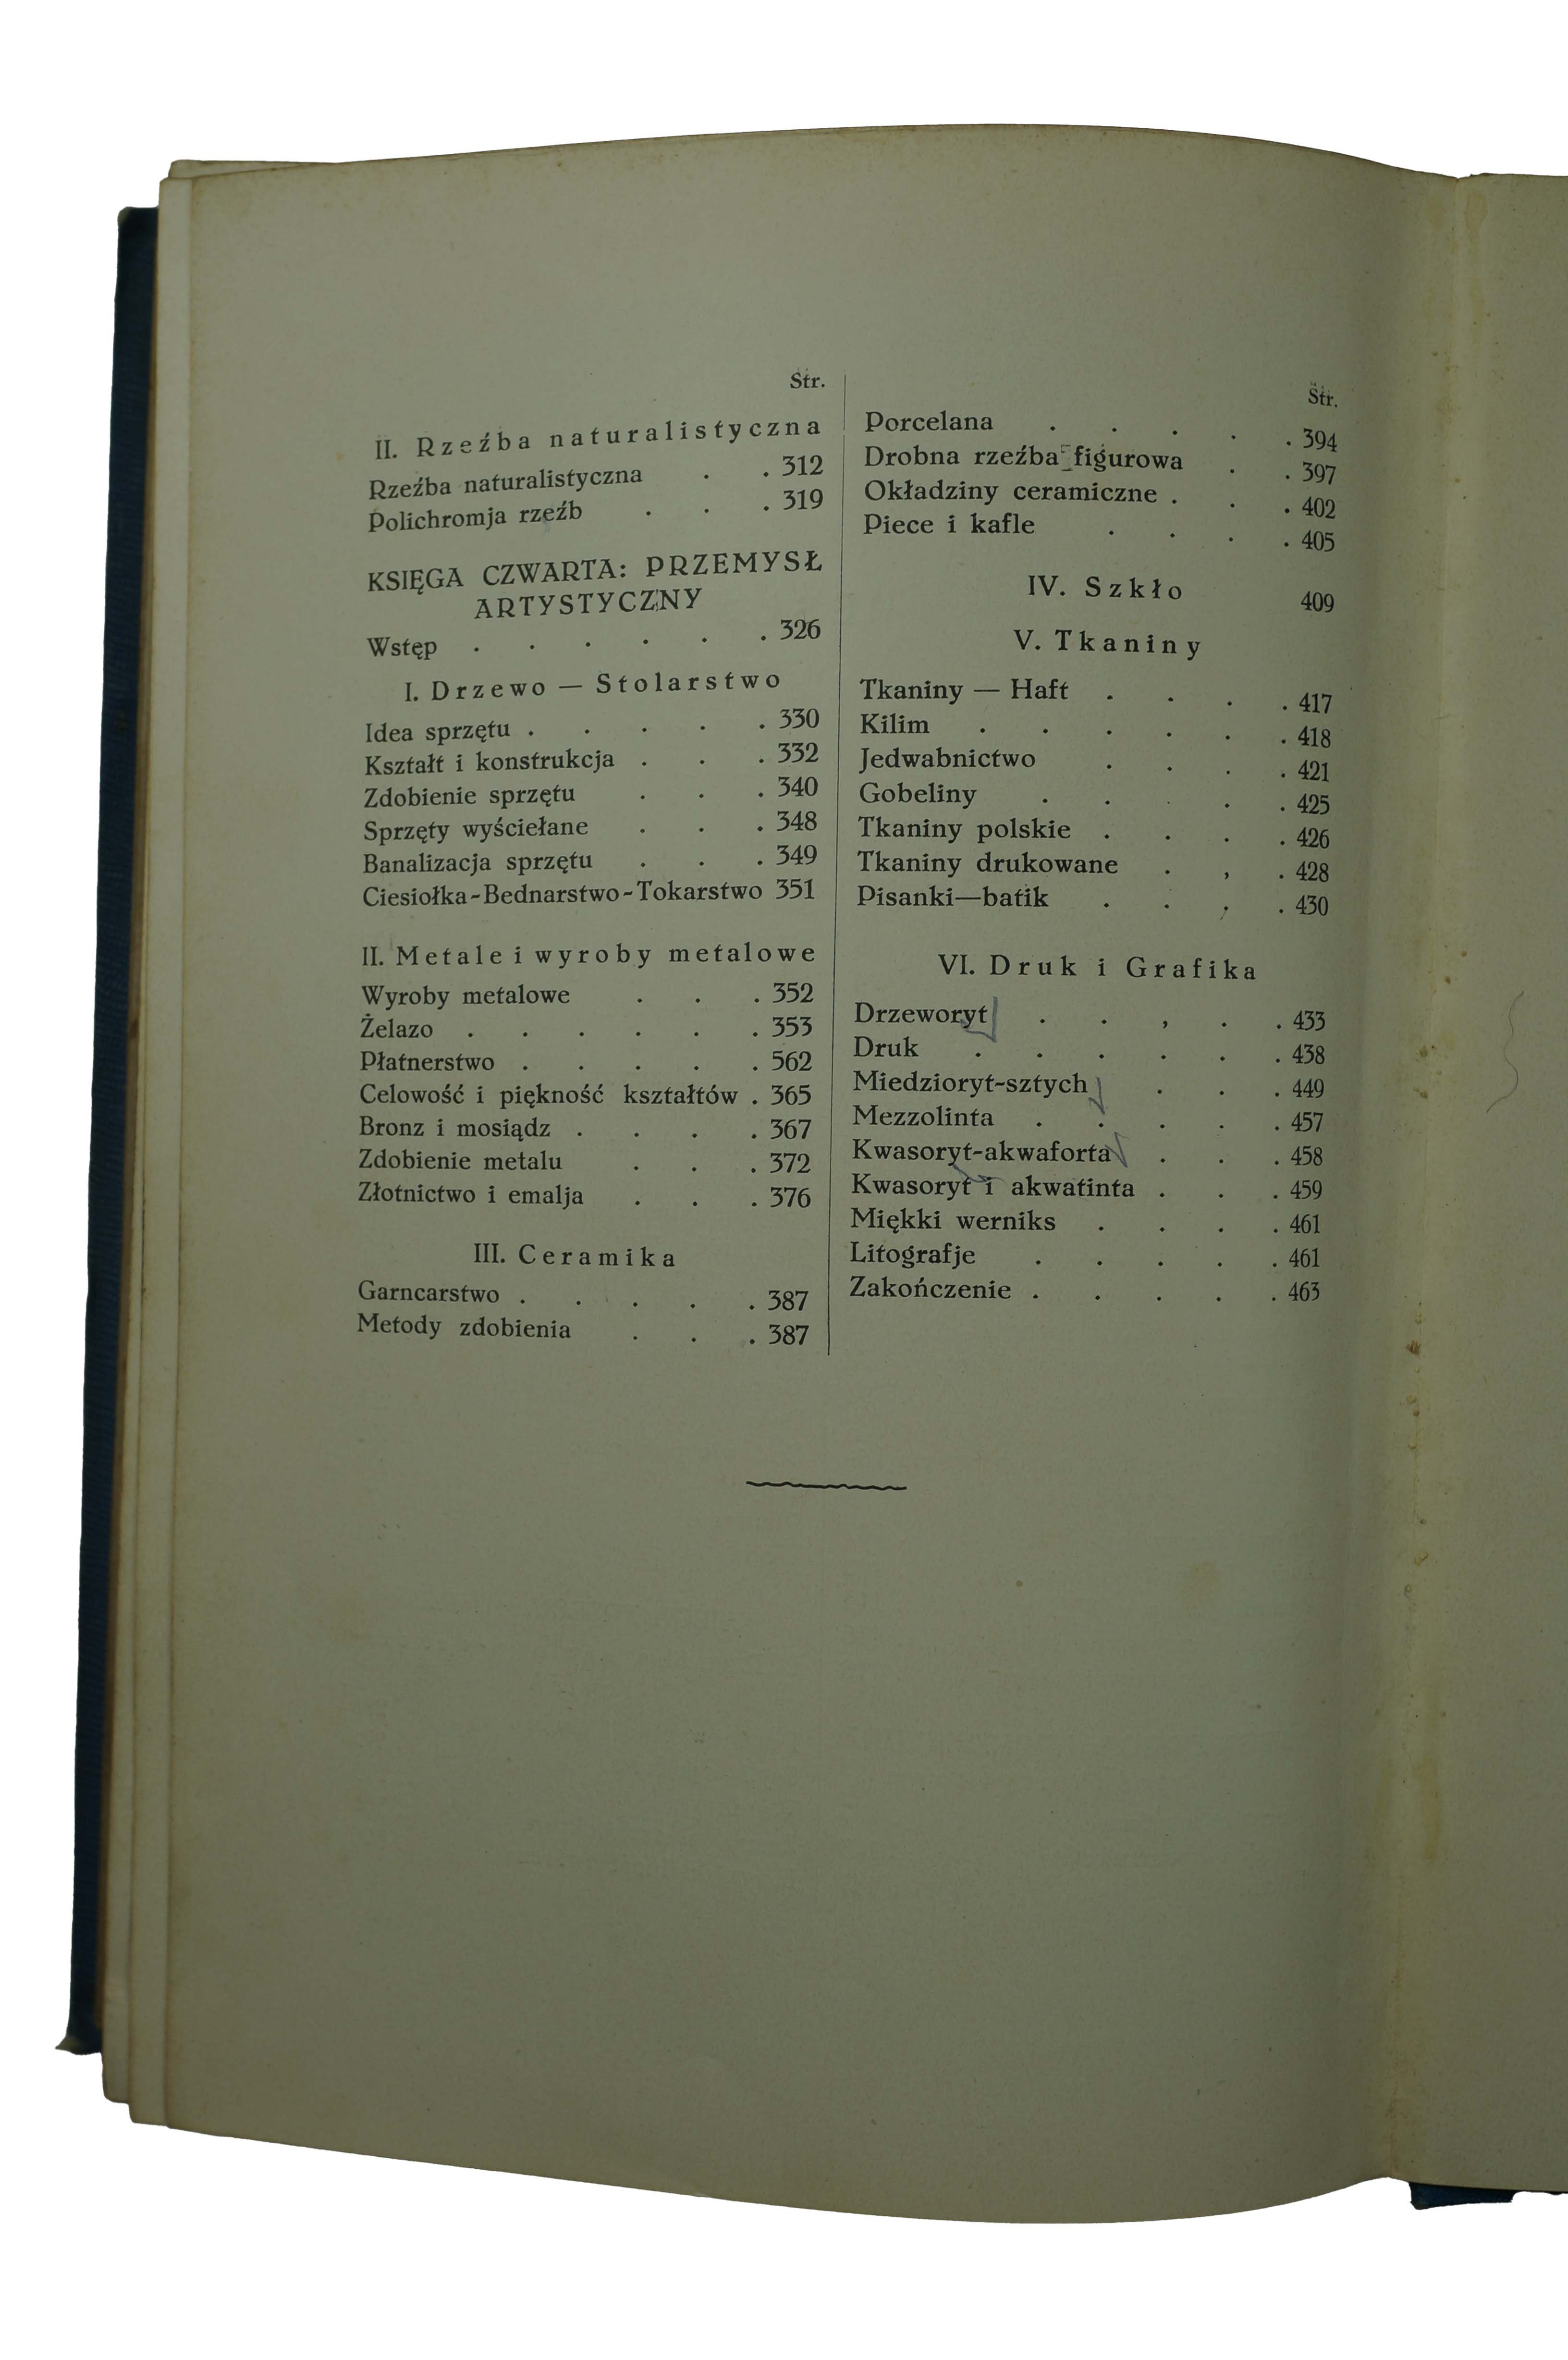 Str.
II. Rzeźba naturalistyczna
Rzeźba naturalistyczna . . 312
Polichromja rzeźb . . . 319
KSIĘGA CZWARTA: PRZEMYSŁ
ARTYSTYCZNY
Wstęp . . . . . . 326
I. Drzewo — Stolarstwo
Idea sprzętu . . . . . 330
Kształt i konstrukcja . . . 332
Zdobienie sprzętu . . . 340
Sprzęty wyściełane . . . 348
Banalizacja sprzętu . . . 349
Ciesiołka-Bednarstwo-Tokarstwo 351
II. Metale i wyroby metalowe
Wyroby metalowe . . . 352
Żelazo . . . . . . 353
Płatnerstwo . . . . . 562
Celowość i piękność kształtów . 365
Bronz i mosiądz . . . . 367
Zdobienie metalu . . . 372
Złotnictwo i emalja . . . 376
III. Ceramika
Garncarstwo . . . . . 387
Metody zdobienia . . . 387
Str.
Porcelana . . . . . 394
Drobna rzeźba figurowa . . 397
Okładziny ceramiczne . . . 402
Piece i kafle . . . . 405
IV. Szkło 409
V. Tkaniny
Tkaniny — Haft . . . . 417
Kilim . . . . . . 418
Jedwabnictwo . . . . 421
Gobeliny . . . . . 425
Tkaniny polskie . . . . 426
Tkaniny drukowane . , . 428
Pisanki—batik . . . . 430
VI. Druk i Grafika
Drzeworyt . . , . . 433
Druk . . . . . . 438
Miedzioryt-sztych . . . 449
Mezzolinta . . . . . 457
Kwasoryt-akwaforta . . . 458
Kwasoryt i akwatinta . . . 459
Miękki werniks . . . . 461
Litografje . . . . . 461
Zakończenie . . . . . 463